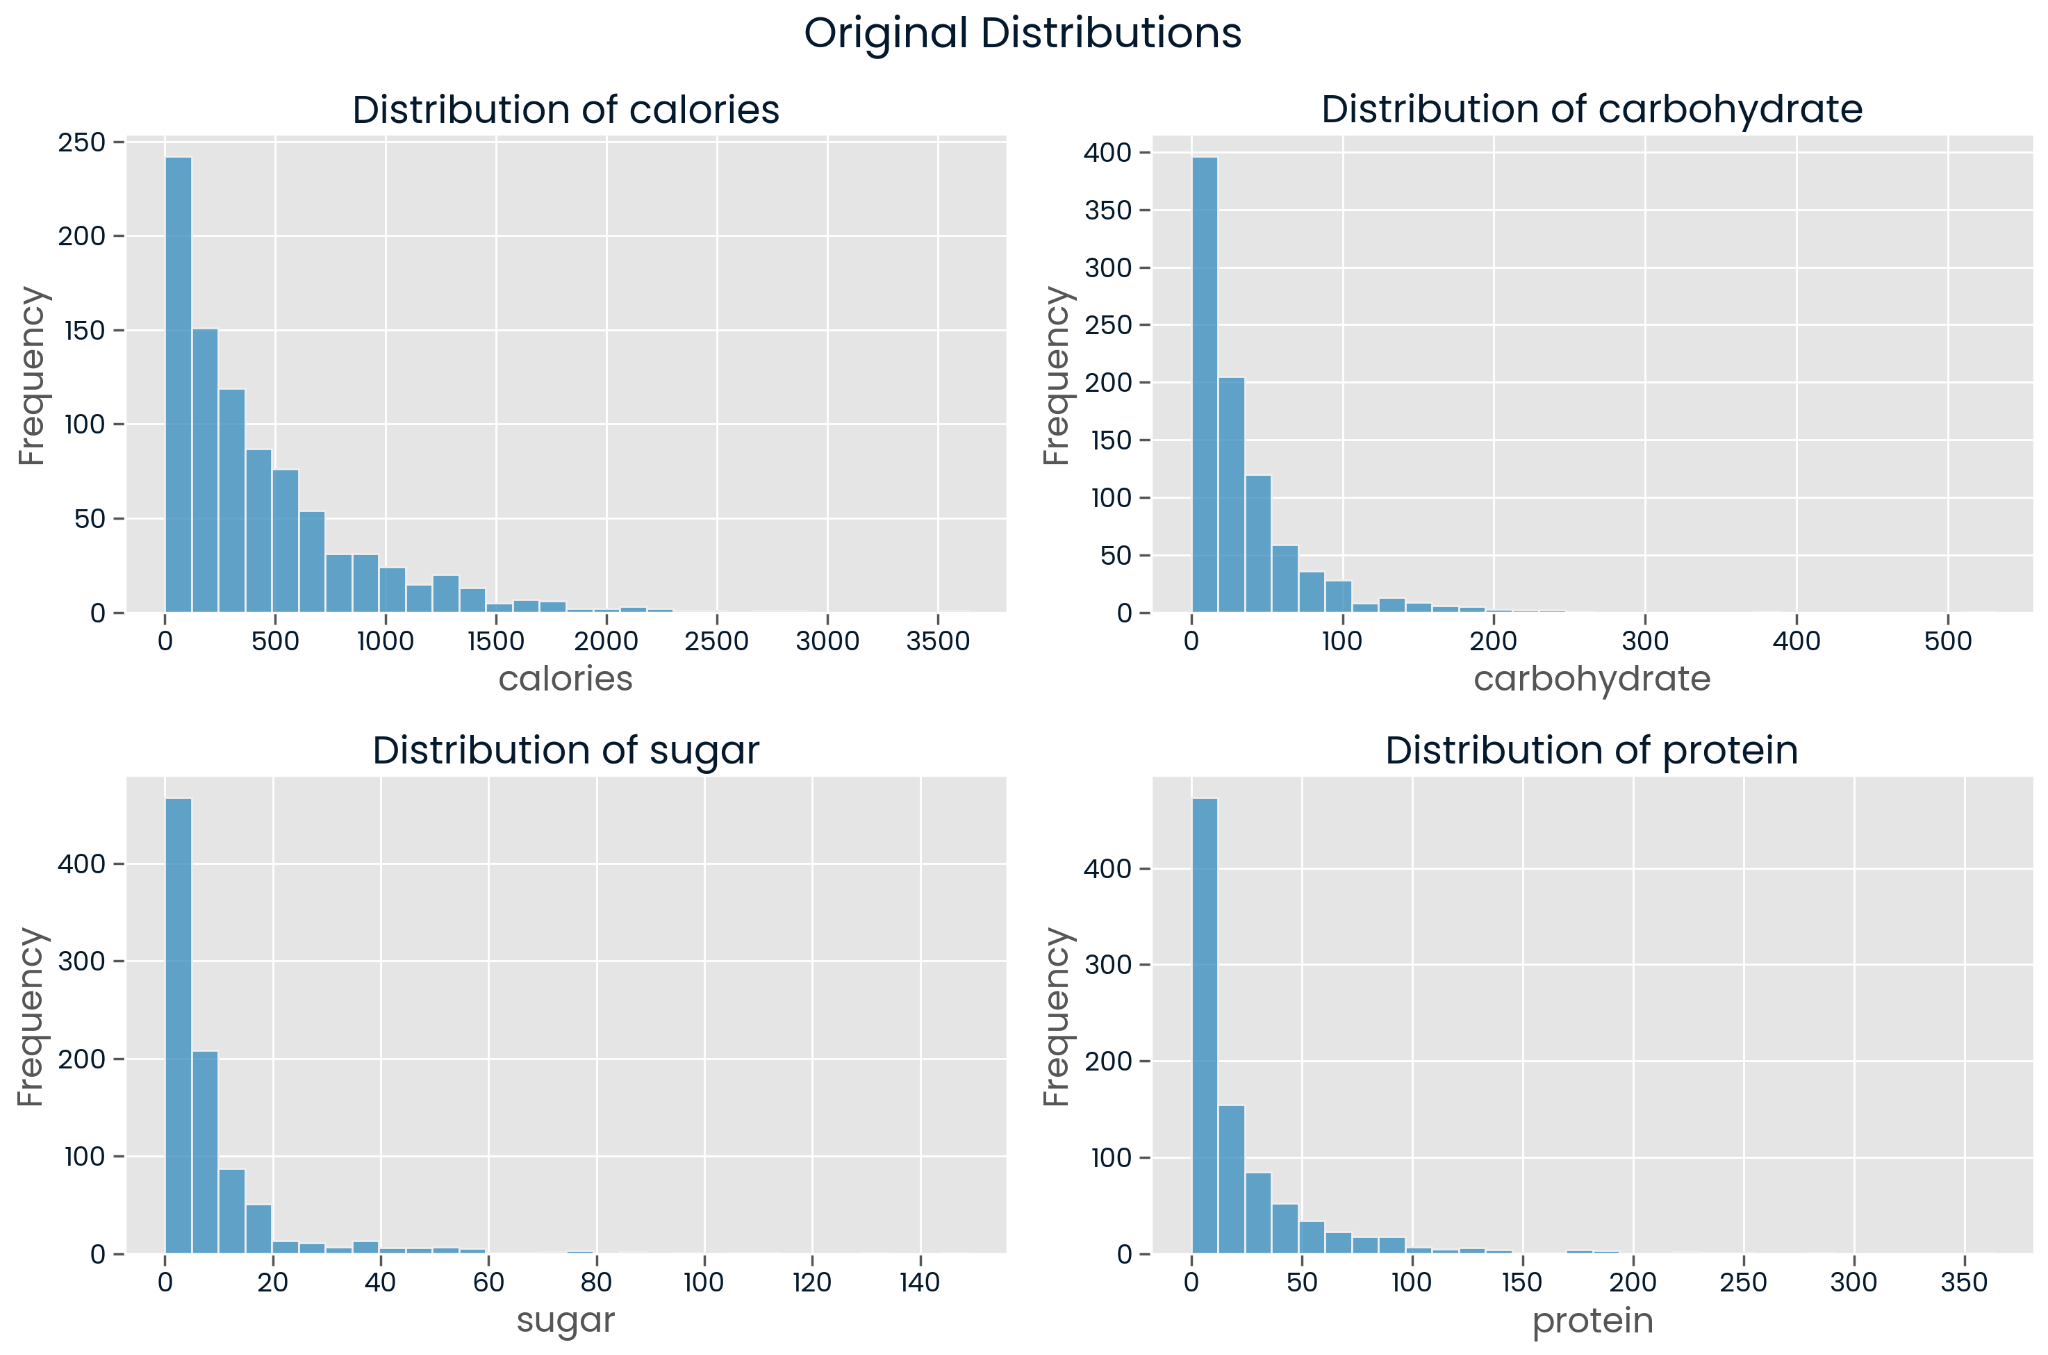 Original Distributions
Distribution of calories
250
200
150
100
50
0
Frequency
0 500 1000 1500 2000 2500 3000 3500
calories
Distribution of carbohydrate
400
350
300
250
200
150
100
50
0
Frequency
0 100 200 300 400 500
carbohydrate
Distribution of sugar
400
300
200
100
0
Frequency
0 20 40 60 80 100 120 140
sugar
Distribution of protein
400
300
200
100
0
Frequency
0 50 100 150 200 250 300 350
protein